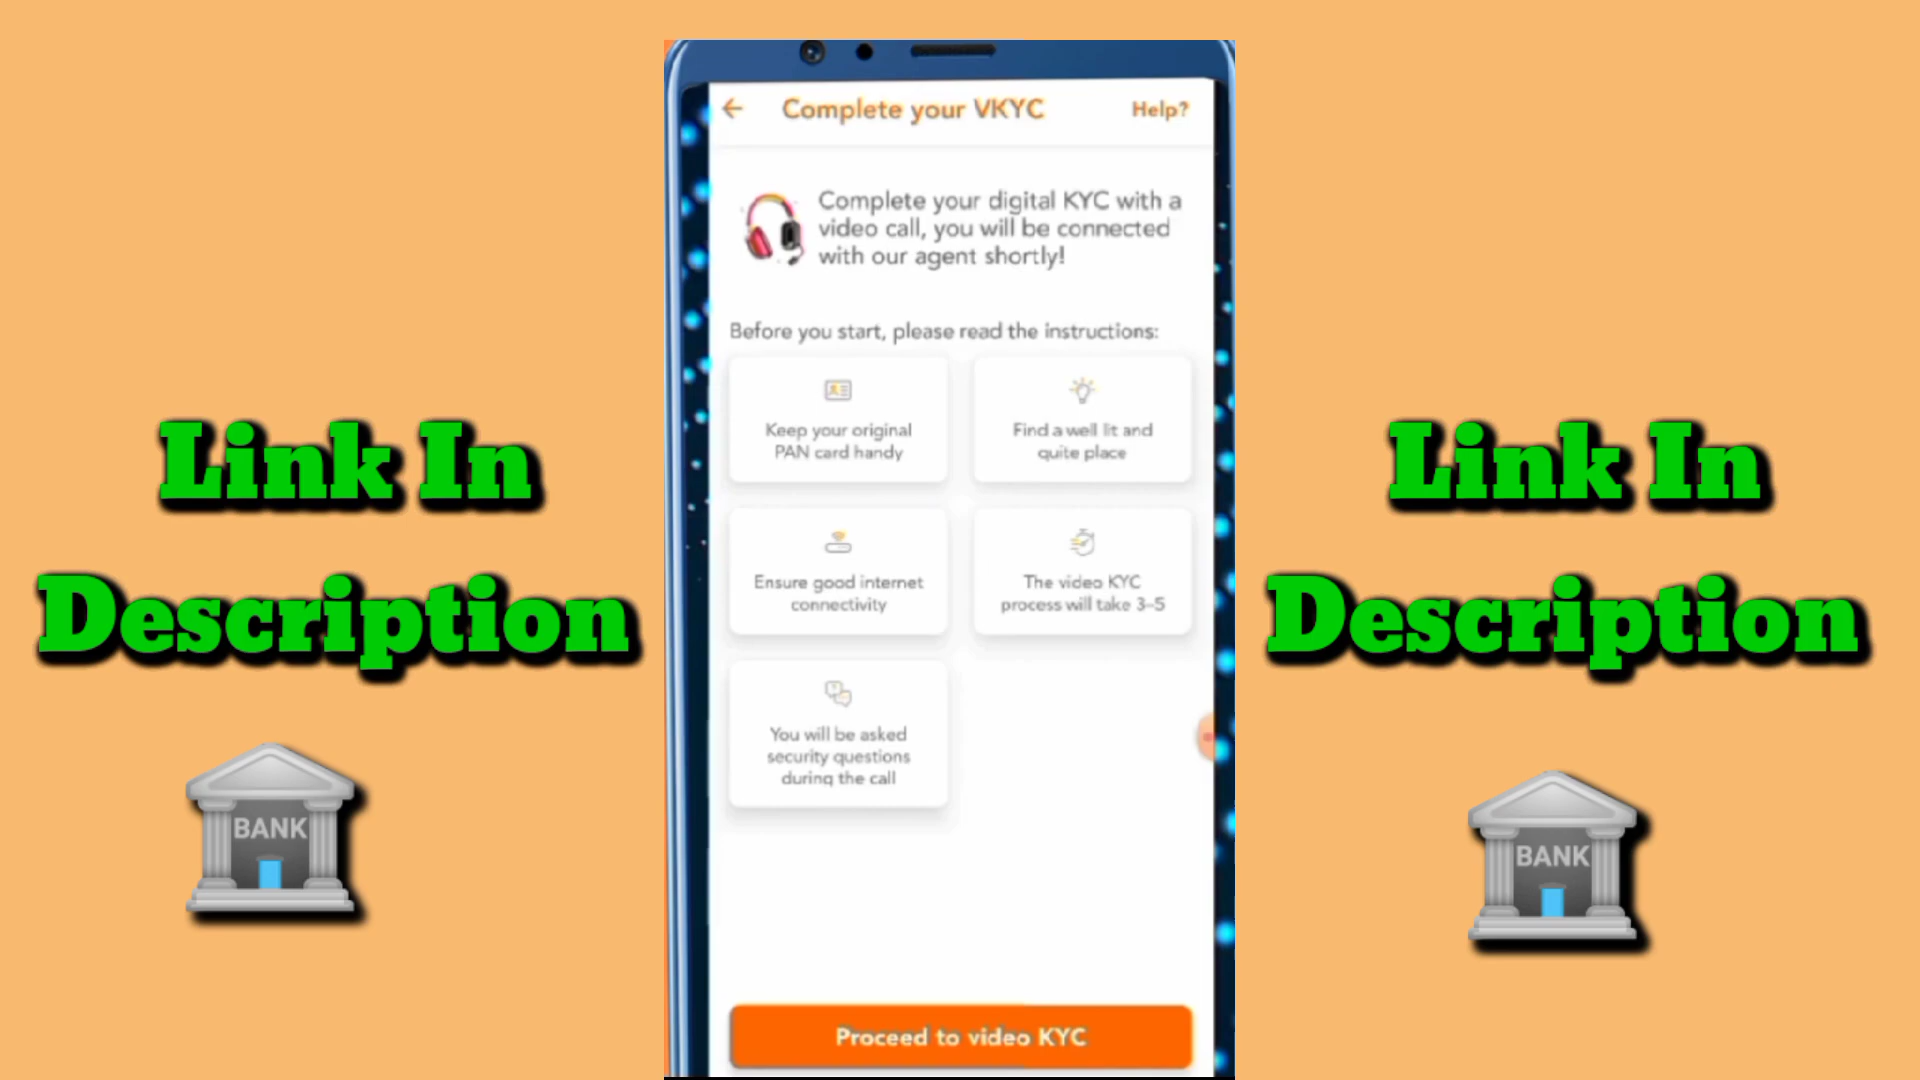 Complete your VKYC
Help?
Complete your digital KYC with a
video call, you will be connected
with our agent shortly!
Before you start, please read the instructions:
Keep your original
PAN card handy
Find a well lit and
quite place
Ensure good internet
connectivity
The video KYC
process will take 3-5
You will be asked
security questions
during the call
Proceed to video KYC
Link In
Description
BANK
Link In
Description
BANK